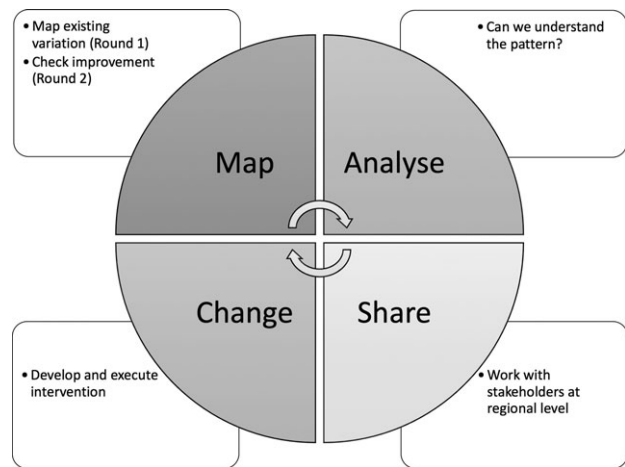 • Map existing
variation (Round 1)
• Check improvement
(Round 2)
• Can we understand
the pattern?
Map
Analyse
Change
Share
• Develop and execute
intervention
• Work with
stakeholders at
regional level